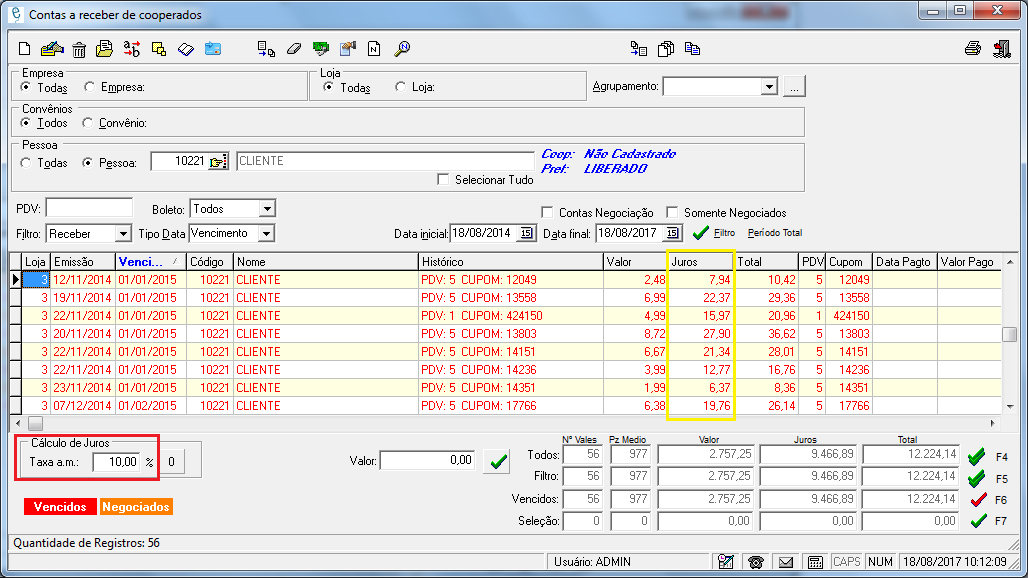 Contas a receber de cooperados
Empresa
Todas Empresa:
Loja
Todas Loja:
Agrupamento: ...
Convênios
Todos Convênio:
Pessoa
Todas Pessoa: 10221 CLIENTE
Coop: Não Cadastrado
Pref: LIBERADO
Selecionar Tudo
PDV: Boleto: Todos
Contas Negociação Somente Negociados
Filtro: Receber Tipo Data Vencimento Data inicial: 18/08/2014 15 Data final: 18/08/2017 15 Filtro Período Total
Loja Emissão Venci... Código Nome Histórico Valor Juros Total PDV Cupom Data Pagto Valor Pago
3 12/11/2014 01/01/2015 10221 CLIENTE PDV: 5 CUPOM: 12049 2,48 7,94 10,42 5 12049
3 19/11/2014 01/01/2015 10221 CLIENTE PDV: 5 CUPOM: 13558 6,99 22,37 29,36 5 13558
3 22/11/2014 01/01/2015 10221 CLIENTE PDV: 1 CUPOM: 424150 4,99 15,97 20,96 1 424150
3 20/11/2014 01/01/2015 10221 CLIENTE PDV: 5 CUPOM: 13803 8,72 27,90 36,62 5 13803
3 22/11/2014 01/01/2015 10221 CLIENTE PDV: 5 CUPOM: 14151 6,67 21,34 28,01 5 14151
3 22/11/2014 01/01/2015 10221 CLIENTE PDV: 5 CUPOM: 14236 3,99 12,77 16,76 5 14236
3 23/11/2014 01/01/2015 10221 CLIENTE PDV: 5 CUPOM: 14351 1,99 6,37 8,36 5 14351
3 07/12/2014 01/02/2015 10221 CLIENTE PDV: 5 CUPOM: 17766 6,38 19,76 26,14 5 17766
Cálculo de Juros
Taxa a.m.: 10,00 % 0
Valor: 0,00
Nº Vales Pz Medio Valor Juros Total
Todos: 56 977 2.757,25 9.466,89 12.224,14 F4
Filtro: 56 977 2.757,25 9.466,89 12.224,14 F5
Vencidos: 56 977 2.757,25 9.466,89 12.224,14 F6
Seleção: 0 0 0,00 0,00 0,00 F7
Vencidos Negociados
Quantidade de Registros: 56
Usuário: ADMIN CAPS NUM 18/08/2017 10:12:09